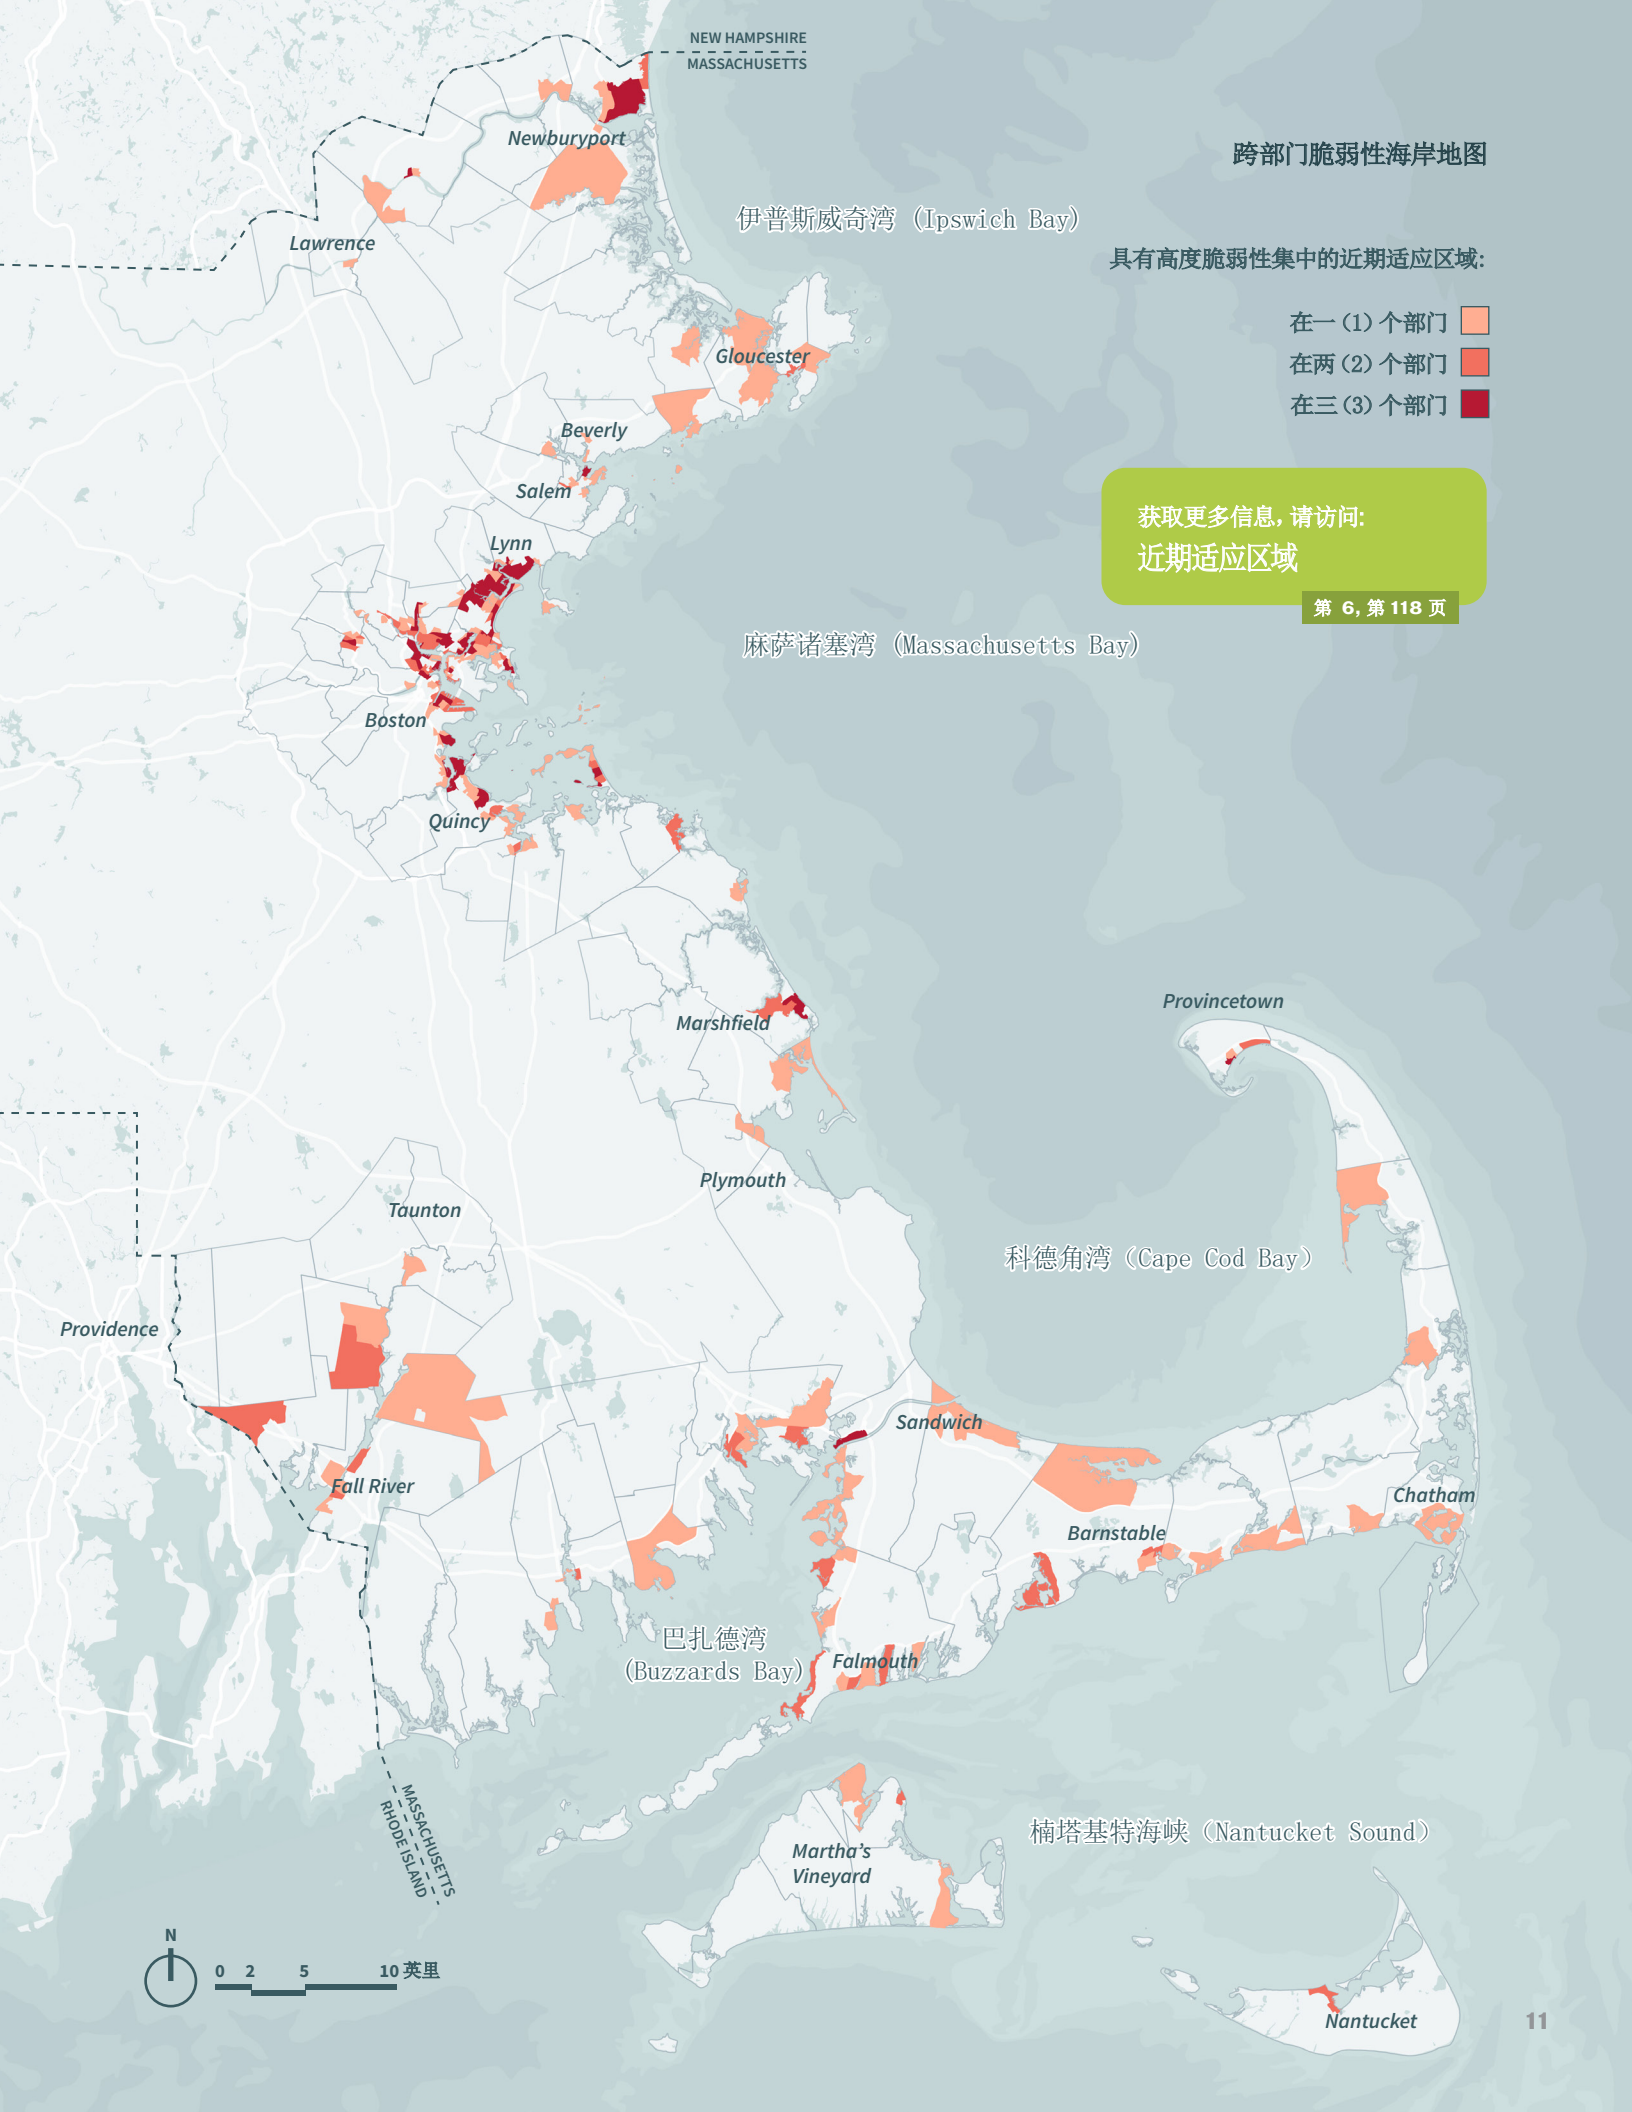 NEW HAMPSHIRE
MASSACHUSETTS
Newburyport
跨部门脆弱性海岸地图
伊普斯威奇湾 (Ipswich Bay)
Lawrence
具有高度脆弱性集中的近期适应区域:
在一 (1) 个部门
Gloucester
在两 (2) 个部门
在三 (3) 个部门
Beverly
Salem
获取更多信息, 请访问:
近期适应区域
Lynn
第 6, 第 118 页
麻萨诸塞湾 (Massachusetts Bay)
Boston
Quincy
Provincetown
Marshfield
Plymouth
Taunton
科德角湾 (Cape Cod Bay)
Providence
Sandwich
Fall River
Chatham
Barnstable
巴扎德湾
(Buzzards Bay)
Falmouth
MASSACHUSETTS
RHODE ISLAND
楠塔基特海峡 (Nantucket Sound)
Martha's
Vineyard
N
0 2 5 10 英里
Nantucket
11